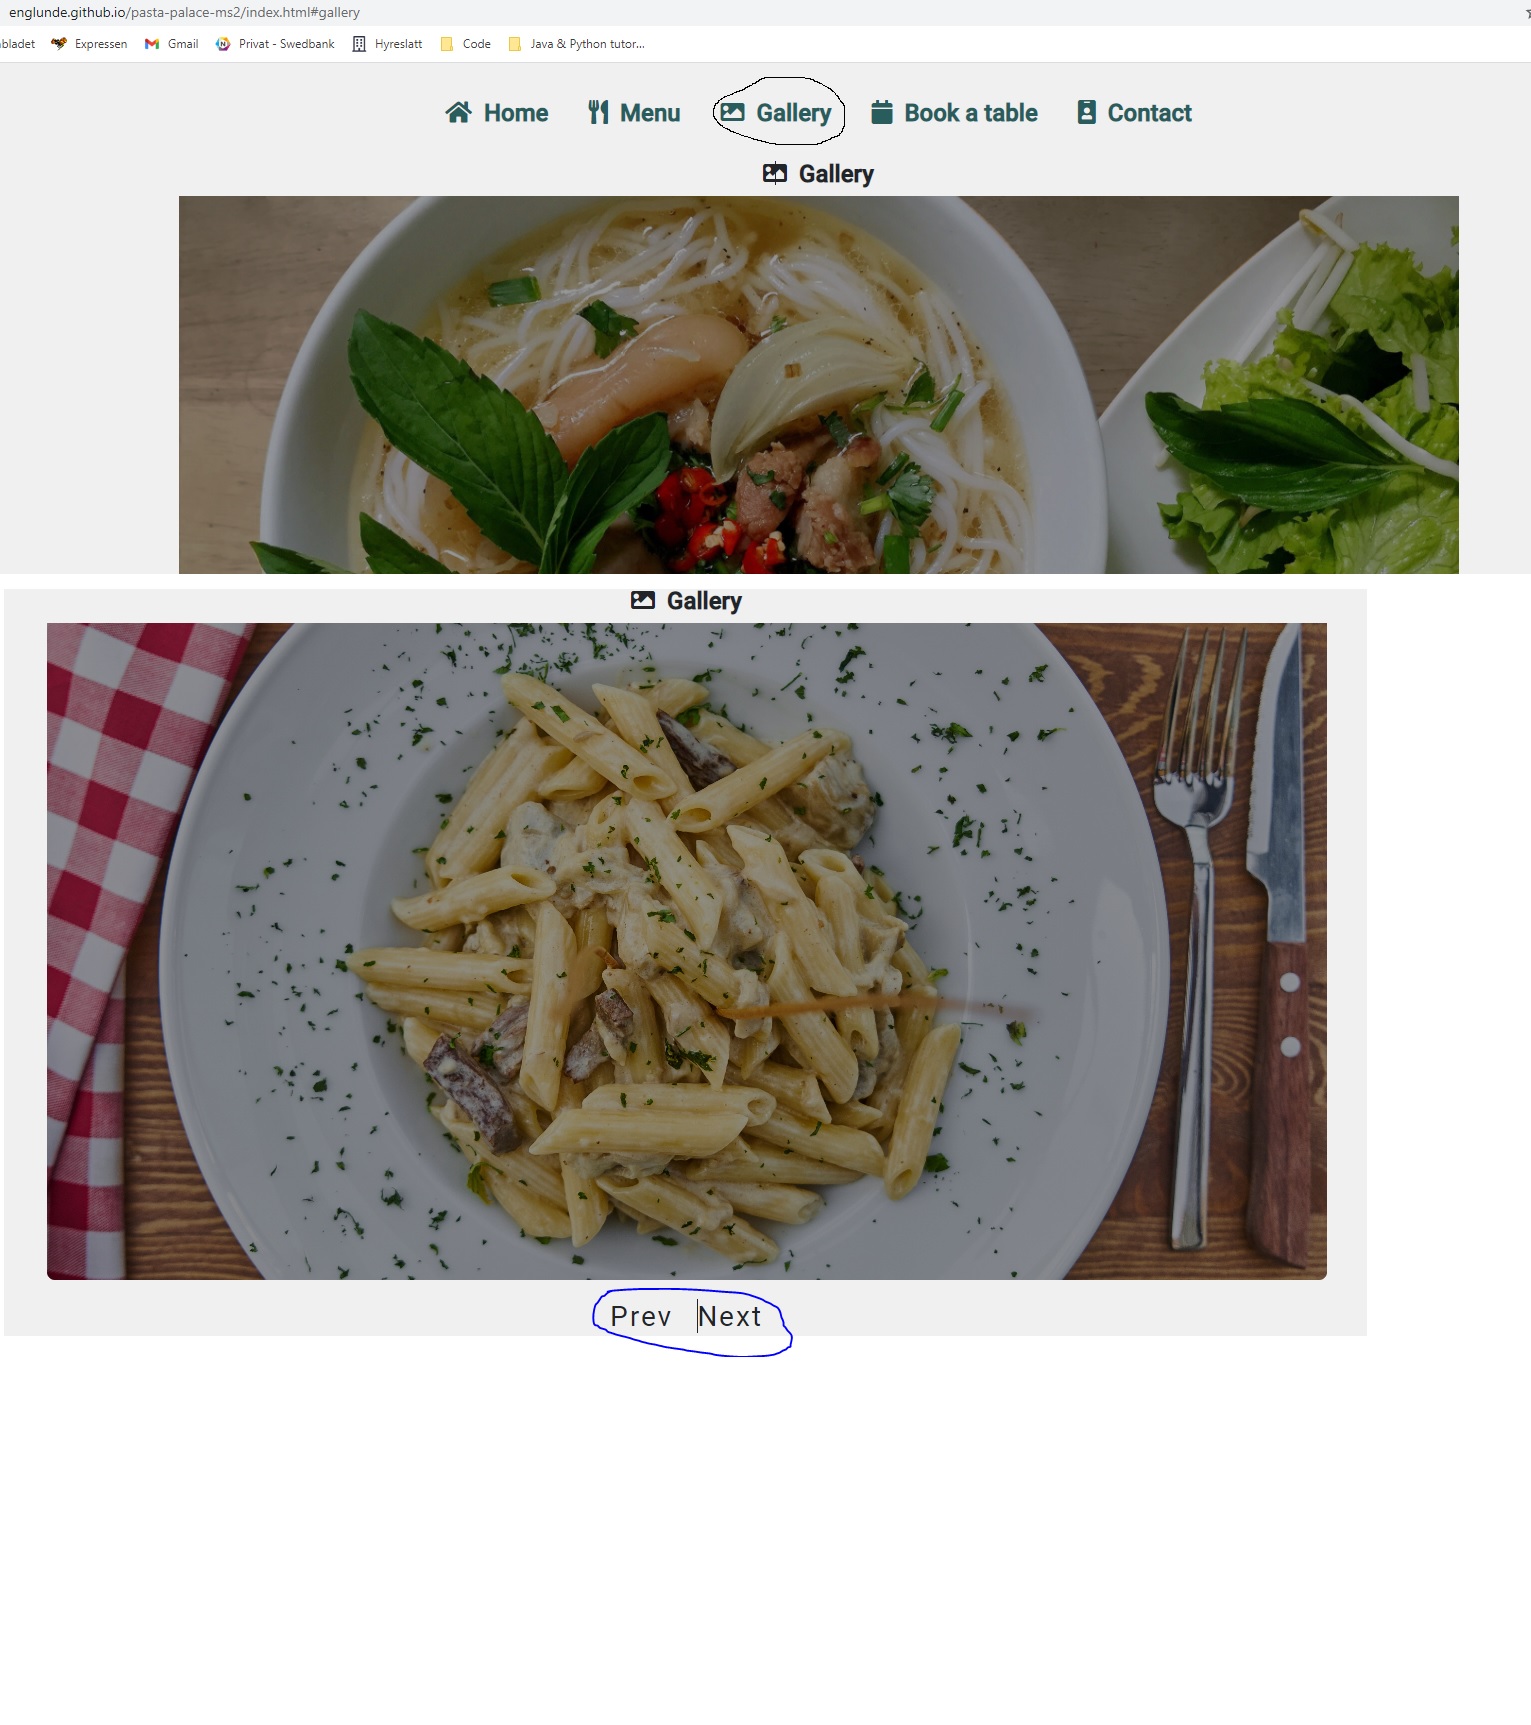 englunde.github.io/pasta-palace-ms2/index.html#gallery
bladet Expressen Gmail Privat - Swedbank Hyreslatt Code Java & Python tutor...
Home Menu Gallery Book a table Contact
Gallery
Gallery
Prev Next